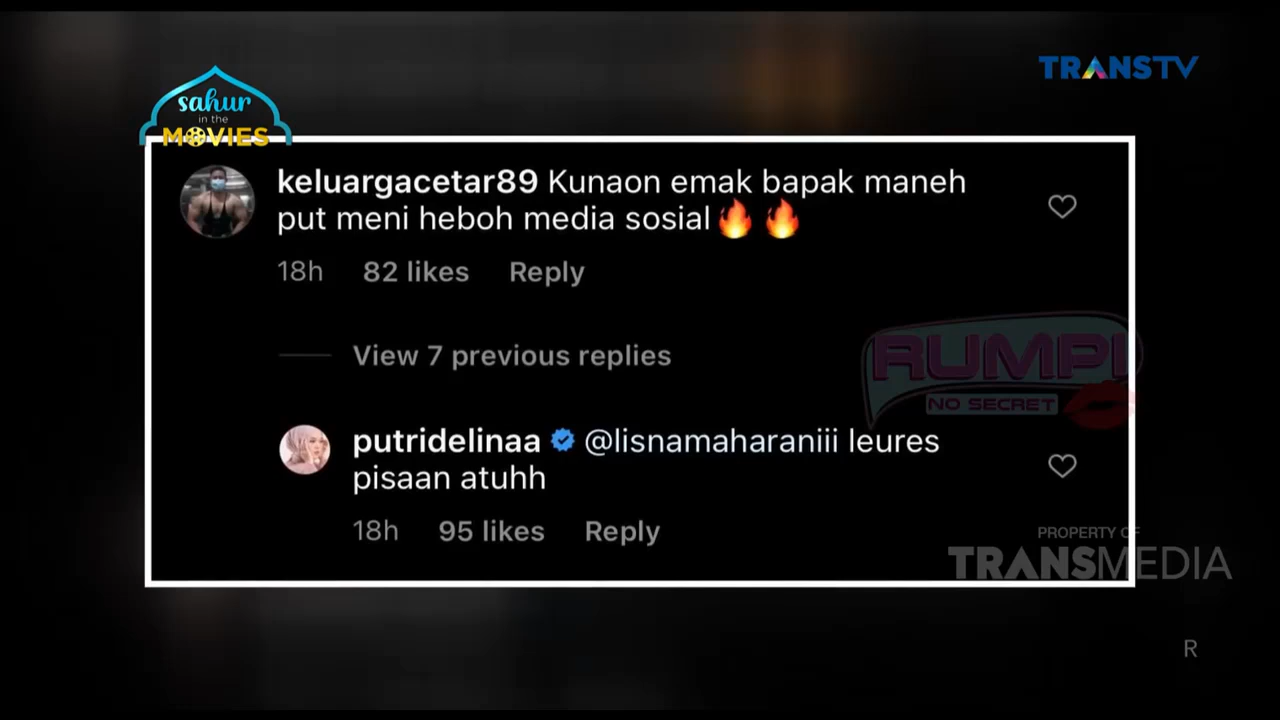 sahur
in the
MOVIES
TRANSTV
keluargacetar89 Kunaon emak bapak maneh
put meni heboh media sosial🔥 🔥
18h 82 likes Reply
View 7 previous replies
RUMPI
NO SECRET
putridelinaa @lisnamaharaniii leures
pisaan atuhh
18h 95 likes Reply
PROPERTY OF
TRANSMEDIA
R